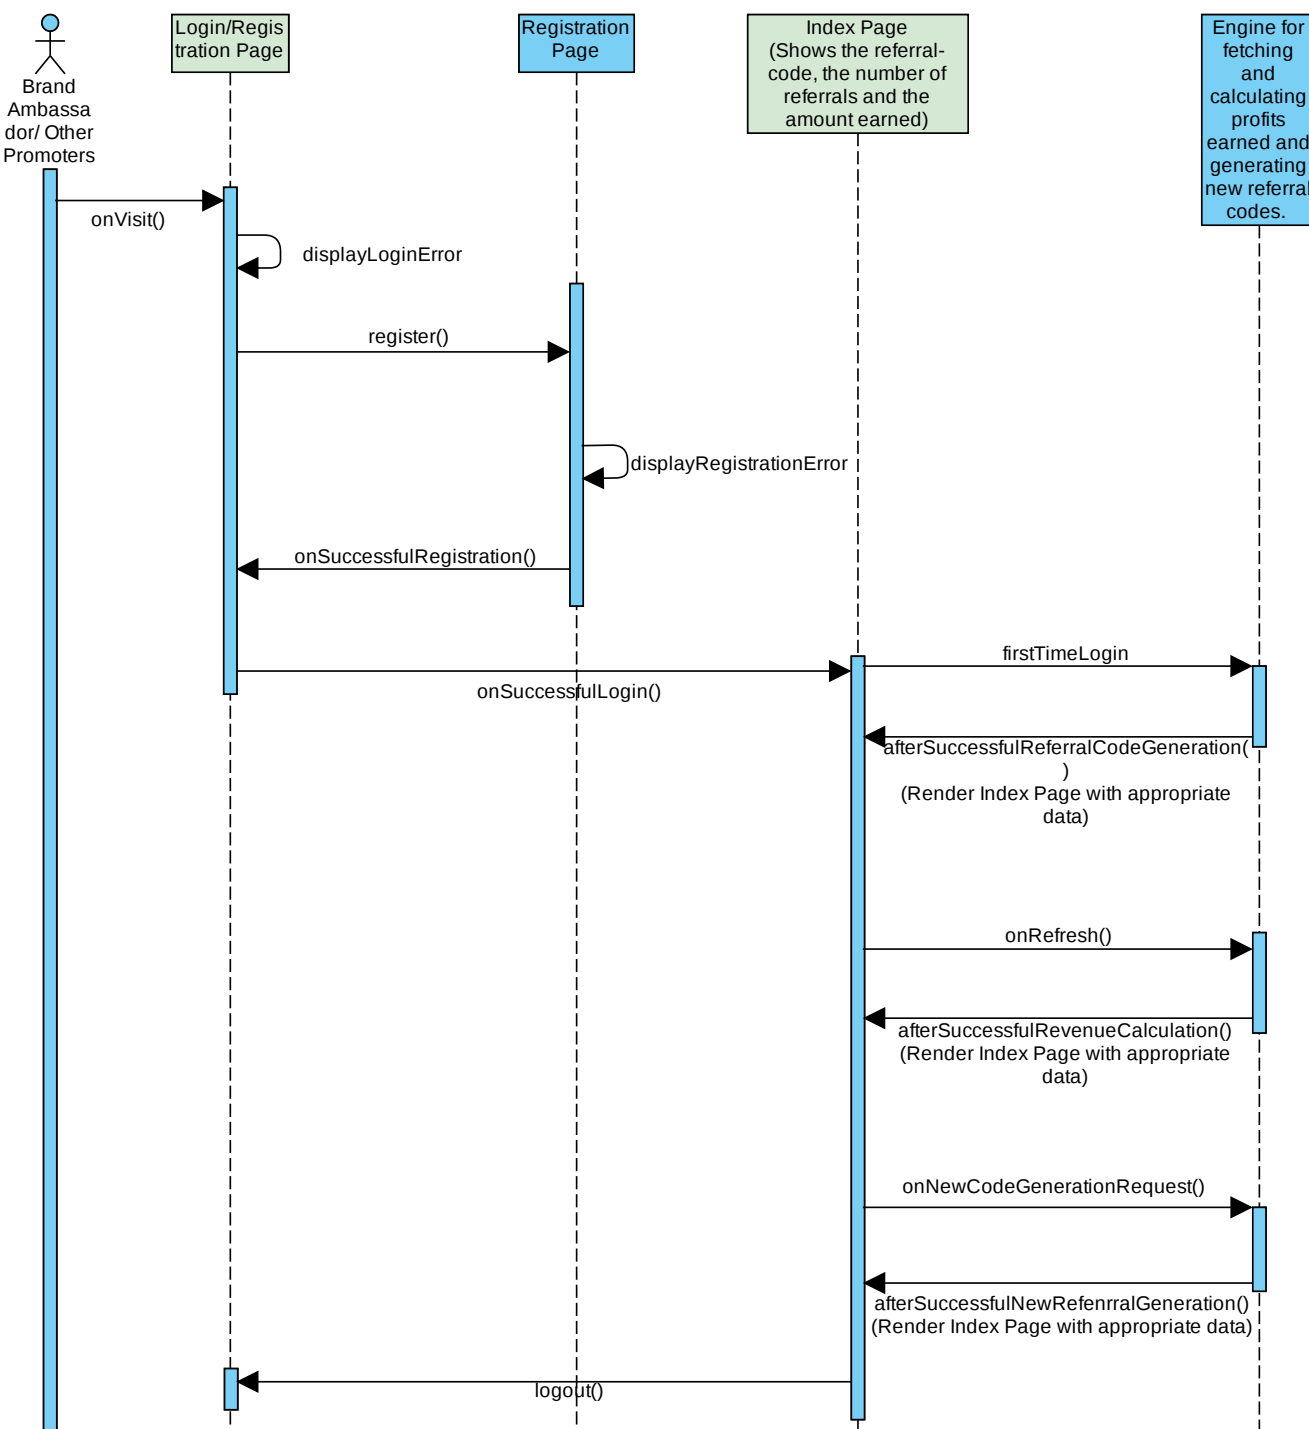 Brand
Ambassa
dor/ Other
Promoters
Login/Regis
tration Page
Registration
Page
Index Page
(Shows the referral-
code, the number of
referrals and the
amount earned)
Engine for
fetching
and
calculating
profits
earned and
generating
new referral
codes.
onVisit()
displayLoginError
register()
displayRegistrationError
onSuccessfulRegistration()
firstTimeLogin
onSuccessfulLogin()
afterSuccessfulReferralCodeGeneration(
)
(Render Index Page with appropriate
data)
onRefresh()
afterSuccessfulRevenueCalculation()
(Render Index Page with appropriate
data)
onNewCodeGenerationRequest()
afterSuccessfulNewRefenrralGeneration()
(Render Index Page with appropriate data)
logout()